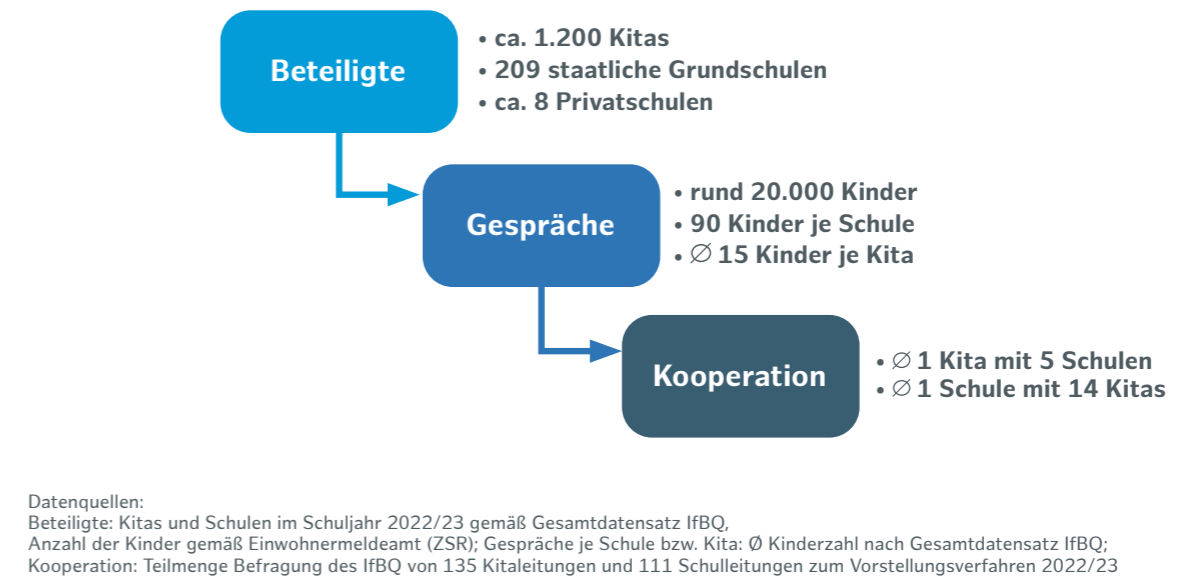 Beteiligte
• ca. 1.200 Kitas
• 209 staatliche Grundschulen
• ca. 8 Privatschulen
Gespräche
• rund 20.000 Kinder
• 90 Kinder je Schule
• ∅ 15 Kinder je Kita
Kooperation
• ∅ 1 Kita mit 5 Schulen
• ∅ 1 Schule mit 14 Kitas
Datenquellen:
Beteiligte: Kitas und Schulen im Schuljahr 2022/23 gemäß Gesamtdatensatz IfBQ,
Anzahl der Kinder gemäß Einwohnermeldeamt (ZSR); Gespräche je Schule bzw. Kita: Ø Kinderzahl nach Gesamtdatensatz IfBQ;
Kooperation: Teilmenge Befragung des IfBQ von 135 Kitaleitungen und 111 Schulleitungen zum Vorstellungsverfahren 2022/23